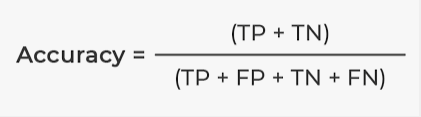 (TP + TN)
Accuracy =
(TP + FP + TN + FN)